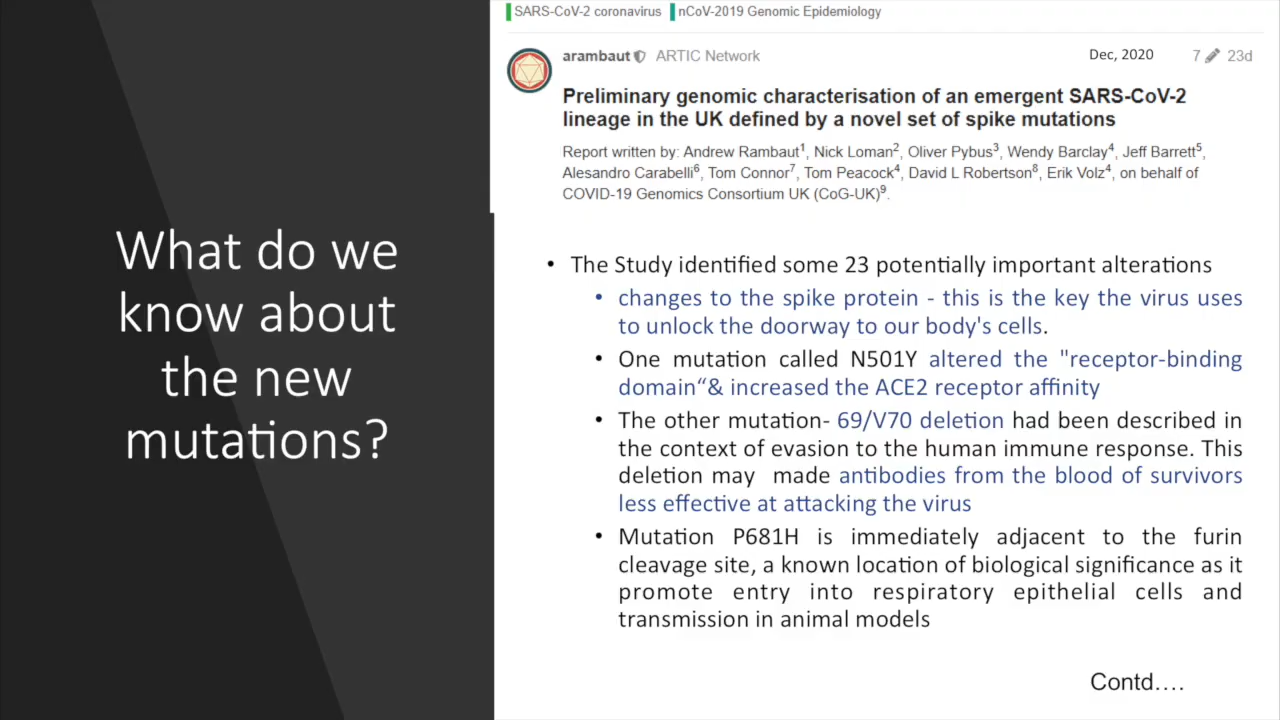 What do we
know about
the new
mutations?
SARS-CoV-2 coronavirus nCoV-2019 Genomic Epidemiology
arambaut ARTIC Network Dec, 2020 7 23d
Preliminary genomic characterisation of an emergent SARS-CoV-2
lineage in the UK defined by a novel set of spike mutations
Report written by: Andrew Rambaut1, Nick Loman2, Oliver Pybus3, Wendy Barclay4, Jeff Barrett5,
Alesandro Carabelli6, Tom Connor7, Tom Peacock4, David L Robertson8, Erik Volz4, on behalf of
COVID-19 Genomics Consortium UK (CoG-UK)9.
• The Study identified some 23 potentially important alterations
• changes to the spike protein - this is the key the virus uses
to unlock the doorway to our body's cells.
• One mutation called N501Y altered the "receptor-binding
domain“& increased the ACE2 receptor affinity
• The other mutation- 69/V70 deletion had been described in
the context of evasion to the human immune response. This
deletion may made antibodies from the blood of survivors
less effective at attacking the virus
• Mutation P681H is immediately adjacent to the furin
cleavage site, a known location of biological significance as it
promote entry into respiratory epithelial cells and
transmission in animal models
Contd….